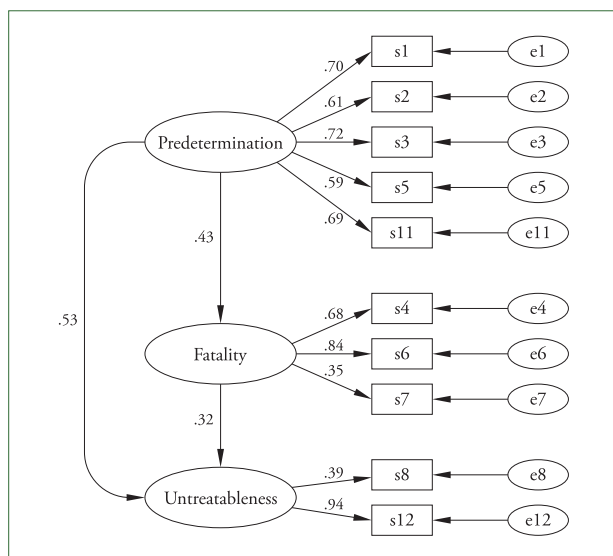 s1
e1
.70
s2
e2
.61
Predetermination
.72
s3
e3
.59
s5
e5
.69
s11
e11
.43
.53
.68
s4
e4
Fatality
.84
s6
e6
.35
s7
e7
.32
.39
s8
e8
Untreatableness
.94
s12
e12